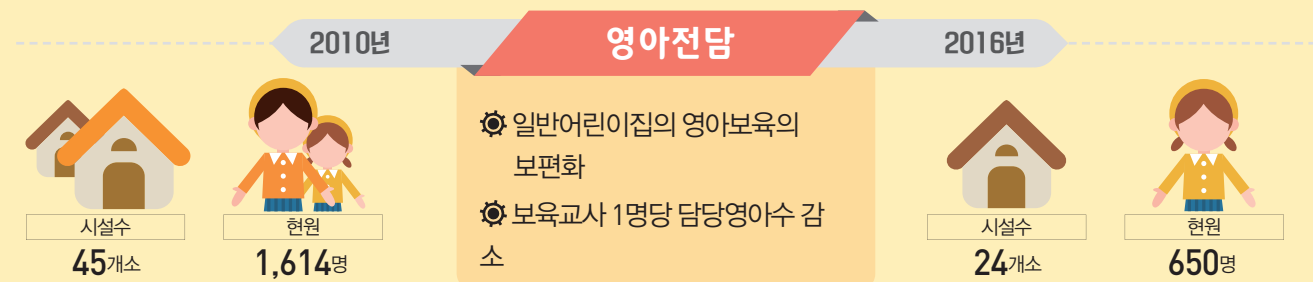 2010년
영아전담
2016년
시설수
45개소
현원
1,614명
일반어린이집의 영아보육의
보편화
보육교사 1명당 담당영아수 감
소
시설수
24개소
현원
650명